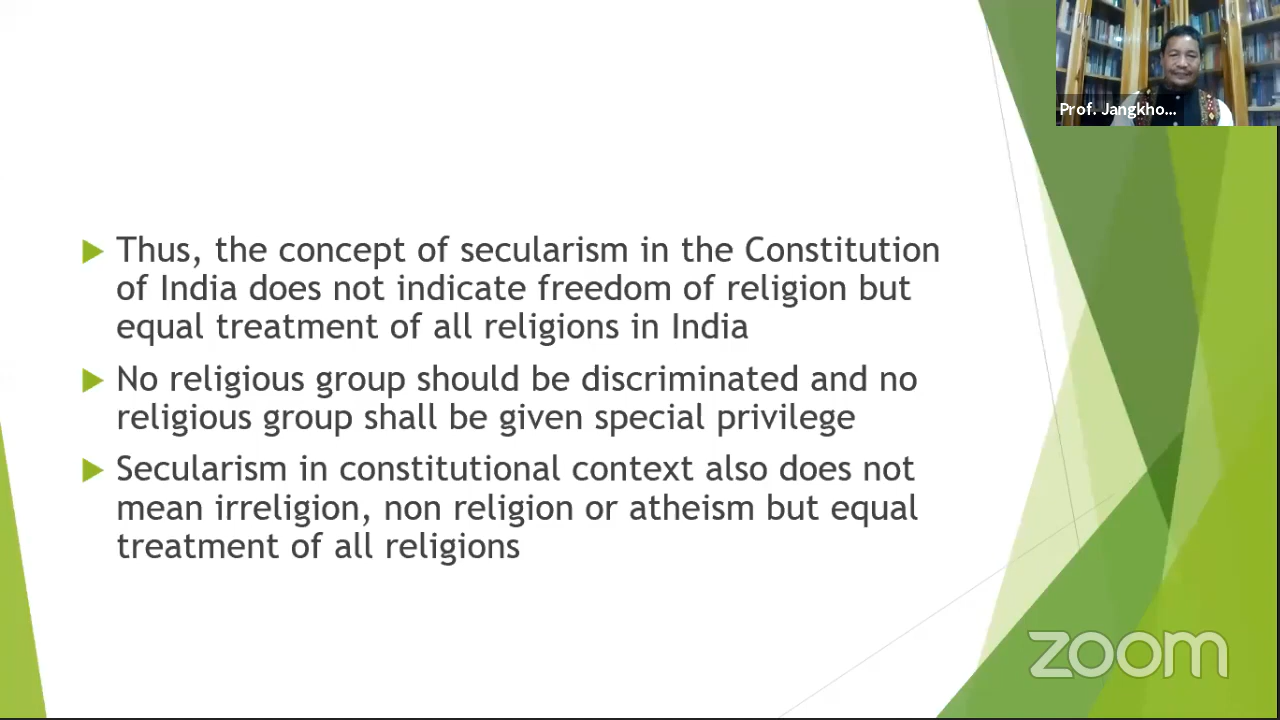 Prof. Jangkho...
Thus, the concept of secularism in the Constitution
of India does not indicate freedom of religion but
equal treatment of all religions in India
No religious group should be discriminated and no
religious group shall be given special privilege
Secularism in constitutional context also does not
mean irreligion, non religion or atheism but equal
treatment of all religions
zoom